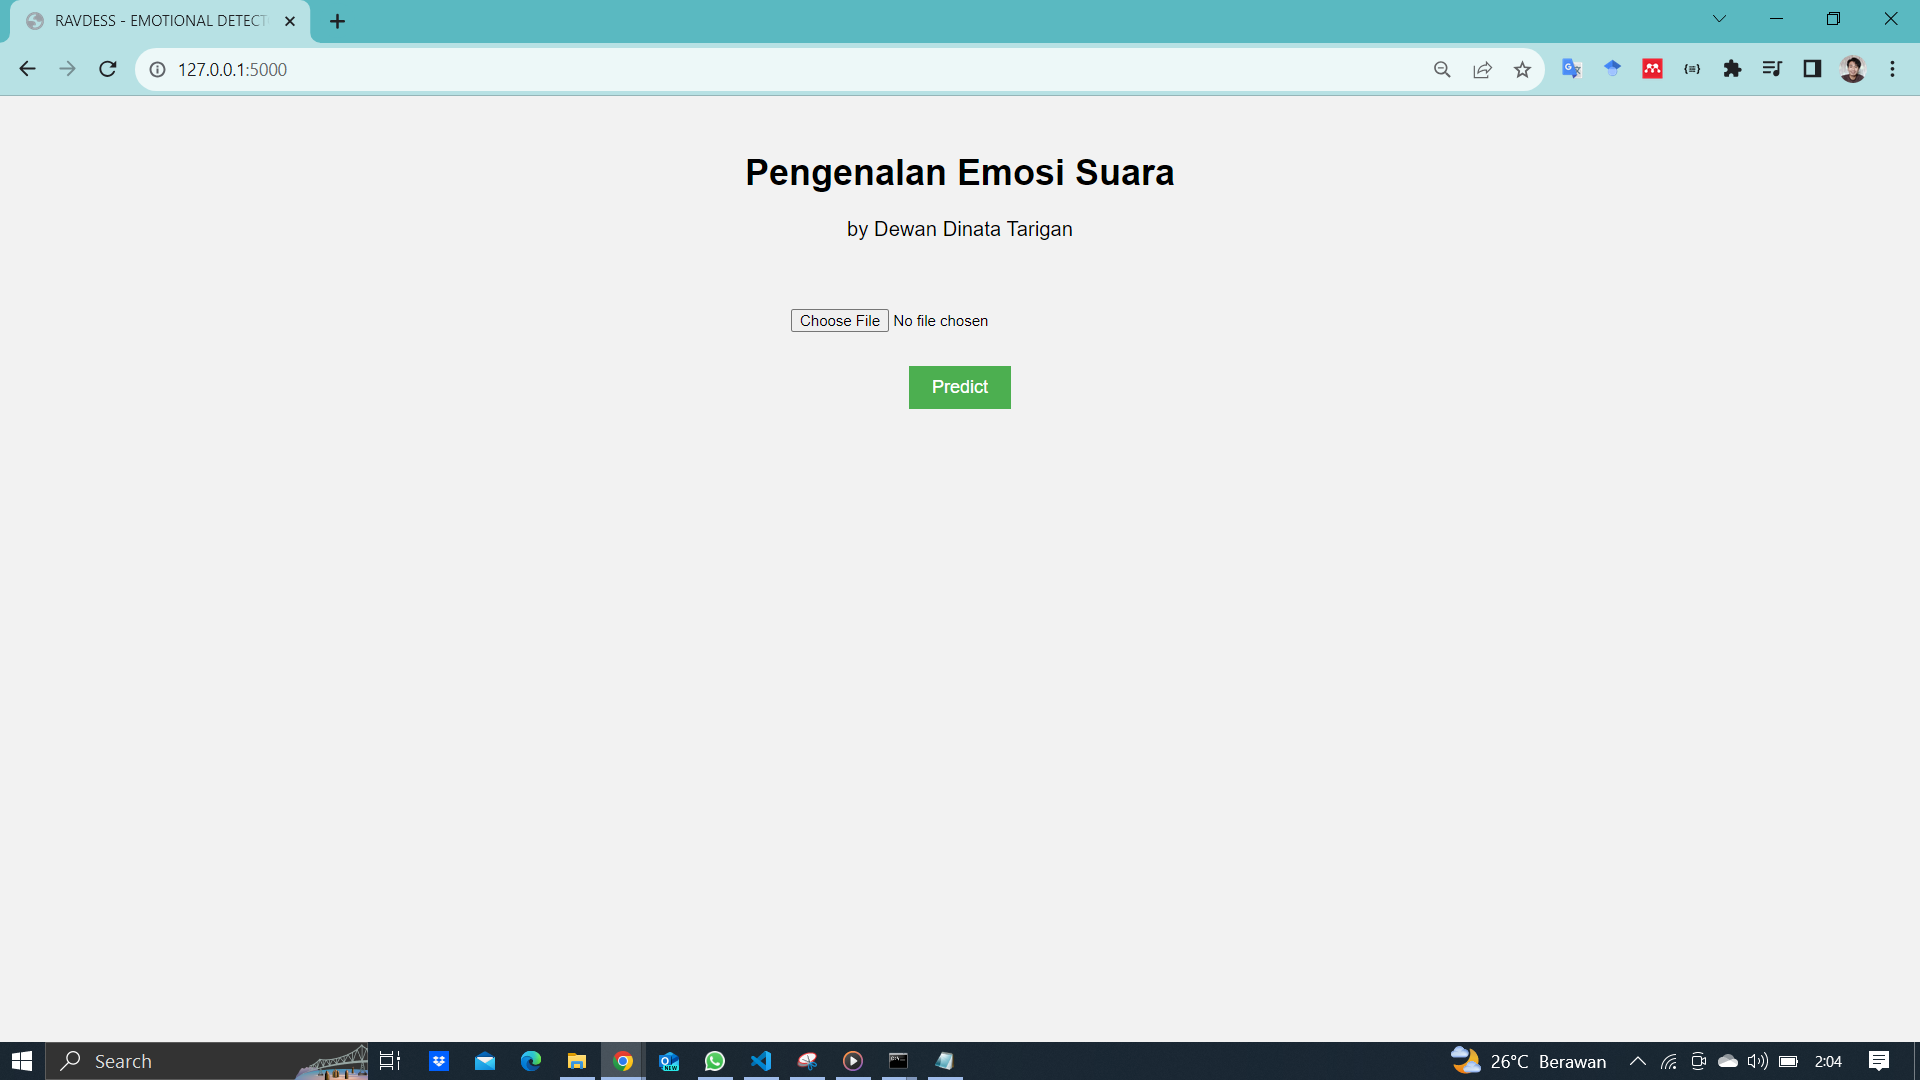 RAVDESS - EMOTIONAL DETECT
127.0.0.1:5000
Pengenalan Emosi Suara
by Dewan Dinata Tarigan
Choose File No file chosen
Predict
Search
26°C Berawan
2:04